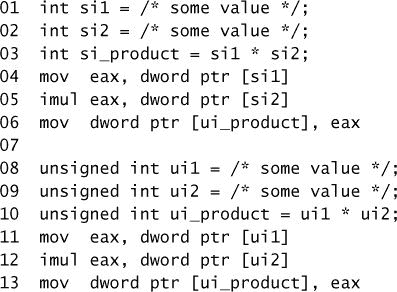 01 int si1 = /* some value */;
02 int si2 = /* some value */;
03 int si_product = si1 * si2;
04 mov eax, dword ptr [si1]
05 imul eax, dword ptr [si2]
06 mov dword ptr [ui_product], eax
07
08 unsigned int ui1 = /* some value */;
09 unsigned int ui2 = /* some value */;
10 unsigned int ui_product = ui1 * ui2;
11 mov eax, dword ptr [ui1]
12 imul eax, dword ptr [ui2]
13 mov dword ptr [ui_product], eax